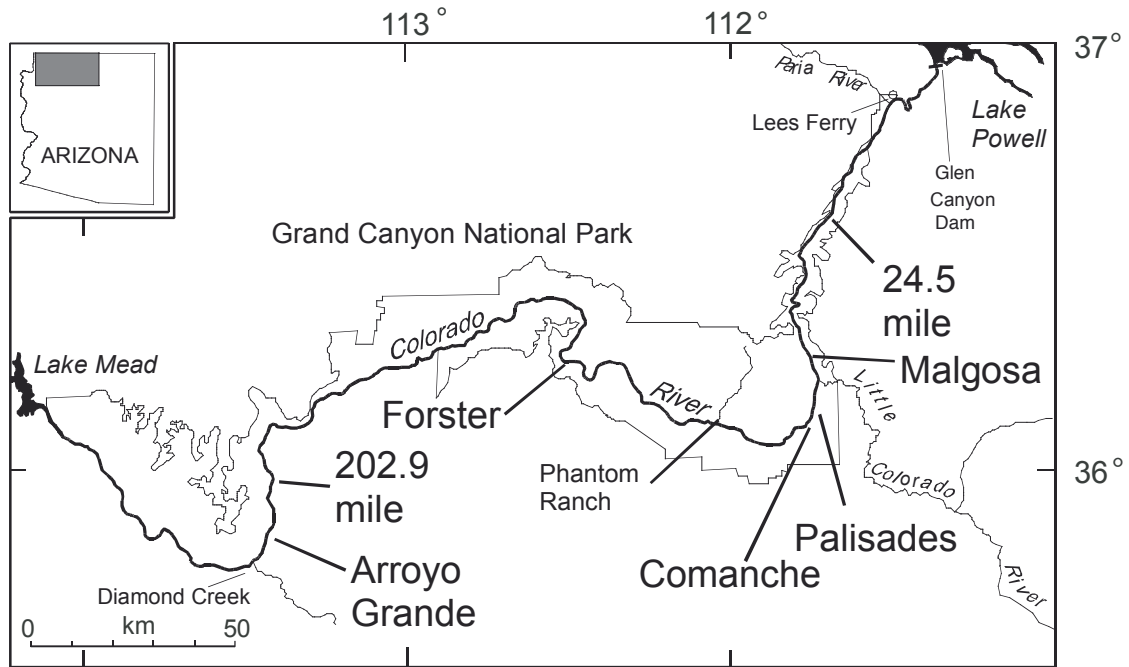 113°
112°
37°
Paria River
Lees Ferry
Lake
Powell
ARIZONA
Glen
Canyon
Dam
Grand Canyon National Park
24.5
mile
Colorado
Lake Mead
Malgosa
Little
River
Forster
202.9
mile
Phantom
Ranch
36°
Colorado
Palisades
Comanche
Arroyo
Grande
River
Diamond Creek
0 km 50